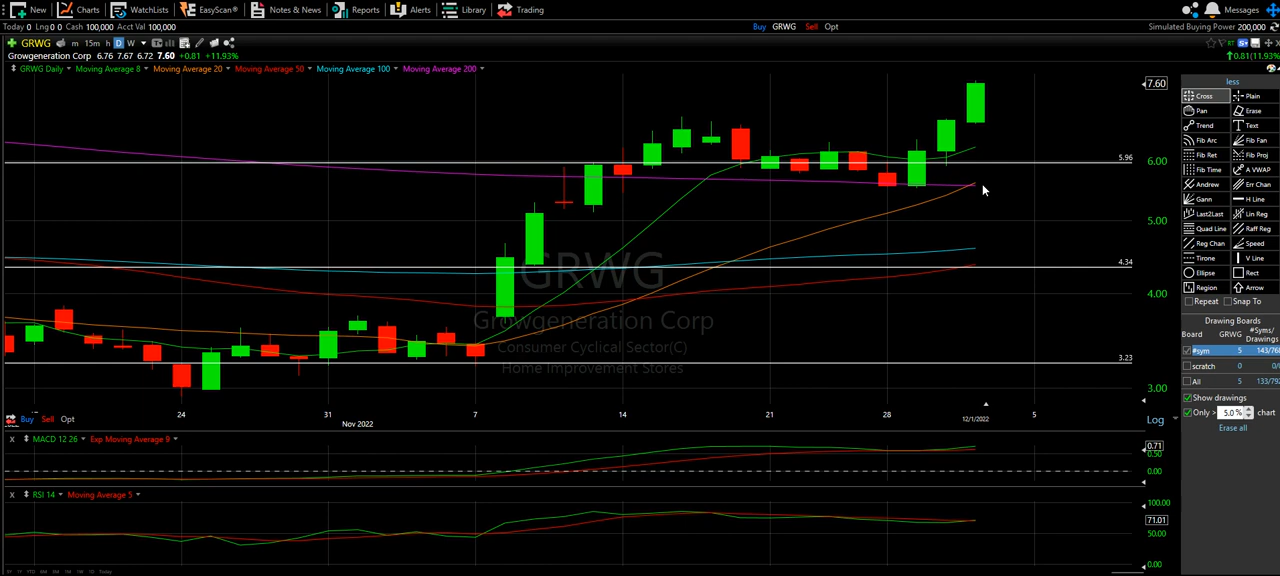 New Charts WatchLists EasyScan® Notes & News Reports Alerts Library Trading Messages
Today 0 Lng 0 0 Cash 100,000 Acct Val 100,000 Buy GRWG Sell Opt Simulated Buying Power 200,000
GRWG m 15m h D W
Growgeneration Corp 6.76 7.67 6.72 7.60 +0.81 +11.93% 0.81(11.93%
GRWG Daily Moving Average 8 Moving Average 20 Moving Average 50 Moving Average 100 Moving Average 200
7.60
5.96
6.00
5.00
4.34
4.00
3.23
3.00
GRWG
Growgeneration Corp
Consumer Cyclical Sector(C)
Home Improvement Stores
24 31 7 14 21 28 5
Nov 2022 12/1/2022
Buy Sell Opt Log
X MACD 12 26 Exp Moving Average 9
0.71
0.50
0.00
X RSI 14 Moving Average 5
100.00
71.01
50.00
0.00
Today
less
Cross Plain
Pan Erase
Trend Text
Fib Arc Fib Fan
Fib Ret Fib Proj
Fib Time A VWAP
Andrew Err Chan
Gann H Line
Last2Last Lin Reg
Quad Line Raff Reg
Reg Chan Speed
Tirone V Line
Ellipse Rect
Region Arrow
Repeat Snap To
Drawing Boards
Board GRWG #Syms/
Drawings
#sym 5 143/768
scratch 0 0/
All 5 133/792
Show drawings
Only > 5.0 % chart
Erase all